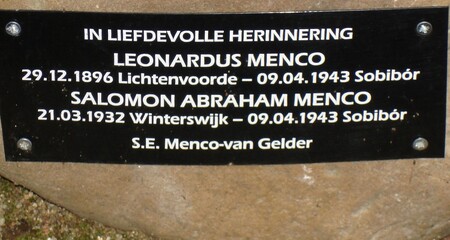 IN LIEFDEVOLLE HERINNERING
LEONARDUS MENCO
29.12.1896 Lichtenvoorde – 09.04.1943 Sobibór
SALOMON ABRAHAM MENCO
21.03.1932 Winterswijk – 09.04.1943 Sobibór
S.E. Menco-van Gelder